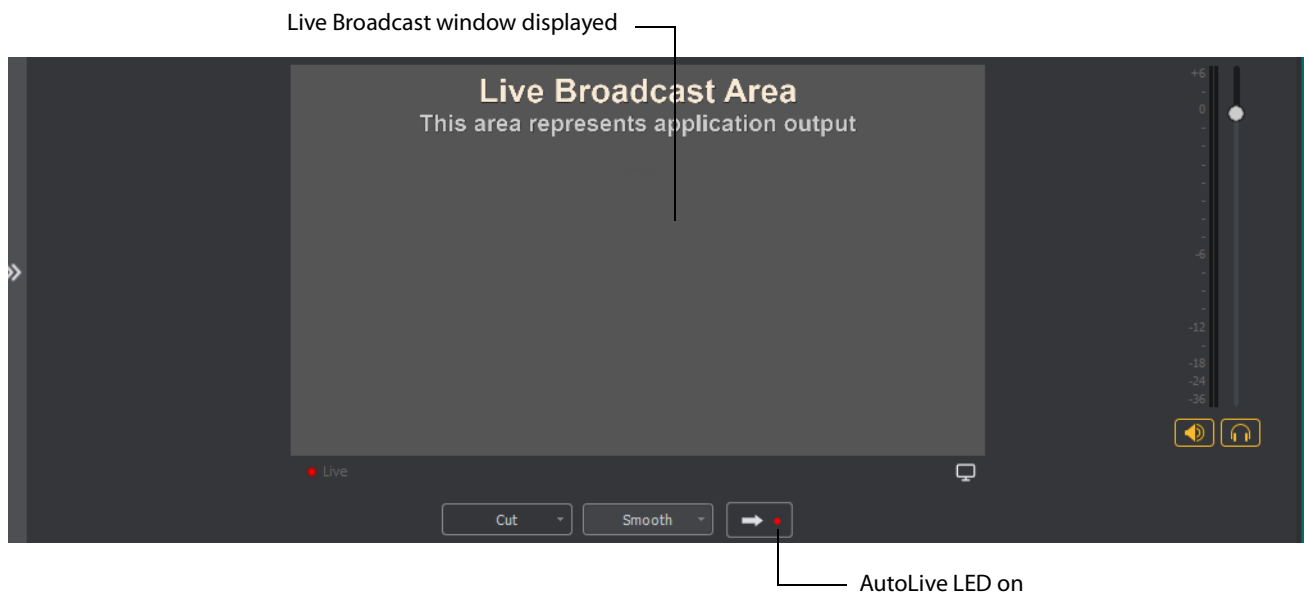 Live Broadcast window displayed
Live Broadcast Area
This area represents application output
+6
-
0
-
-
-
-
-
-
-6
-
-
-
-12
-
-18
-24
-36
Live
Cut
Smooth
AutoLive LED on